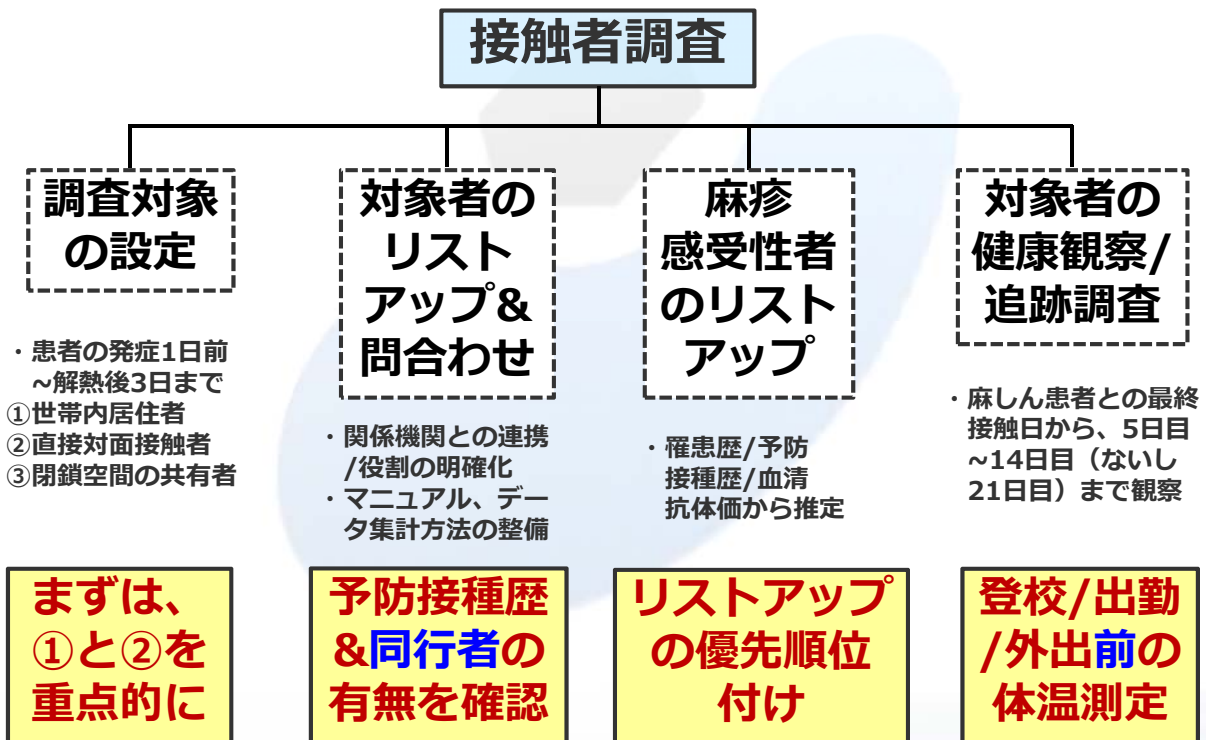 接触者調査
調査対象
の設定
・患者の発症1日前
~解熱後3日まで
①世帯内居住者
②直接対面接触者
③閉鎖空間の共有者
まずは、
①と②を
重点的に
対象者の
リスト
アップ&
問合わせ
・関係機関との連携
/役割の明確化
・マニュアル、デー
タ集計方法の整備
予防接種歴
&同行者の
有無を確認
麻疹
感受性者
のリスト
アップ
・罹患歴/予防
接種歴/血清
抗体価から推定
リストアップ
の優先順位
付け
対象者の
健康観察/
追跡調査
・麻しん患者との最終
接触日から、5日目
~14日目（ないし
21日目）まで観察
登校/出勤
/外出前の
体温測定